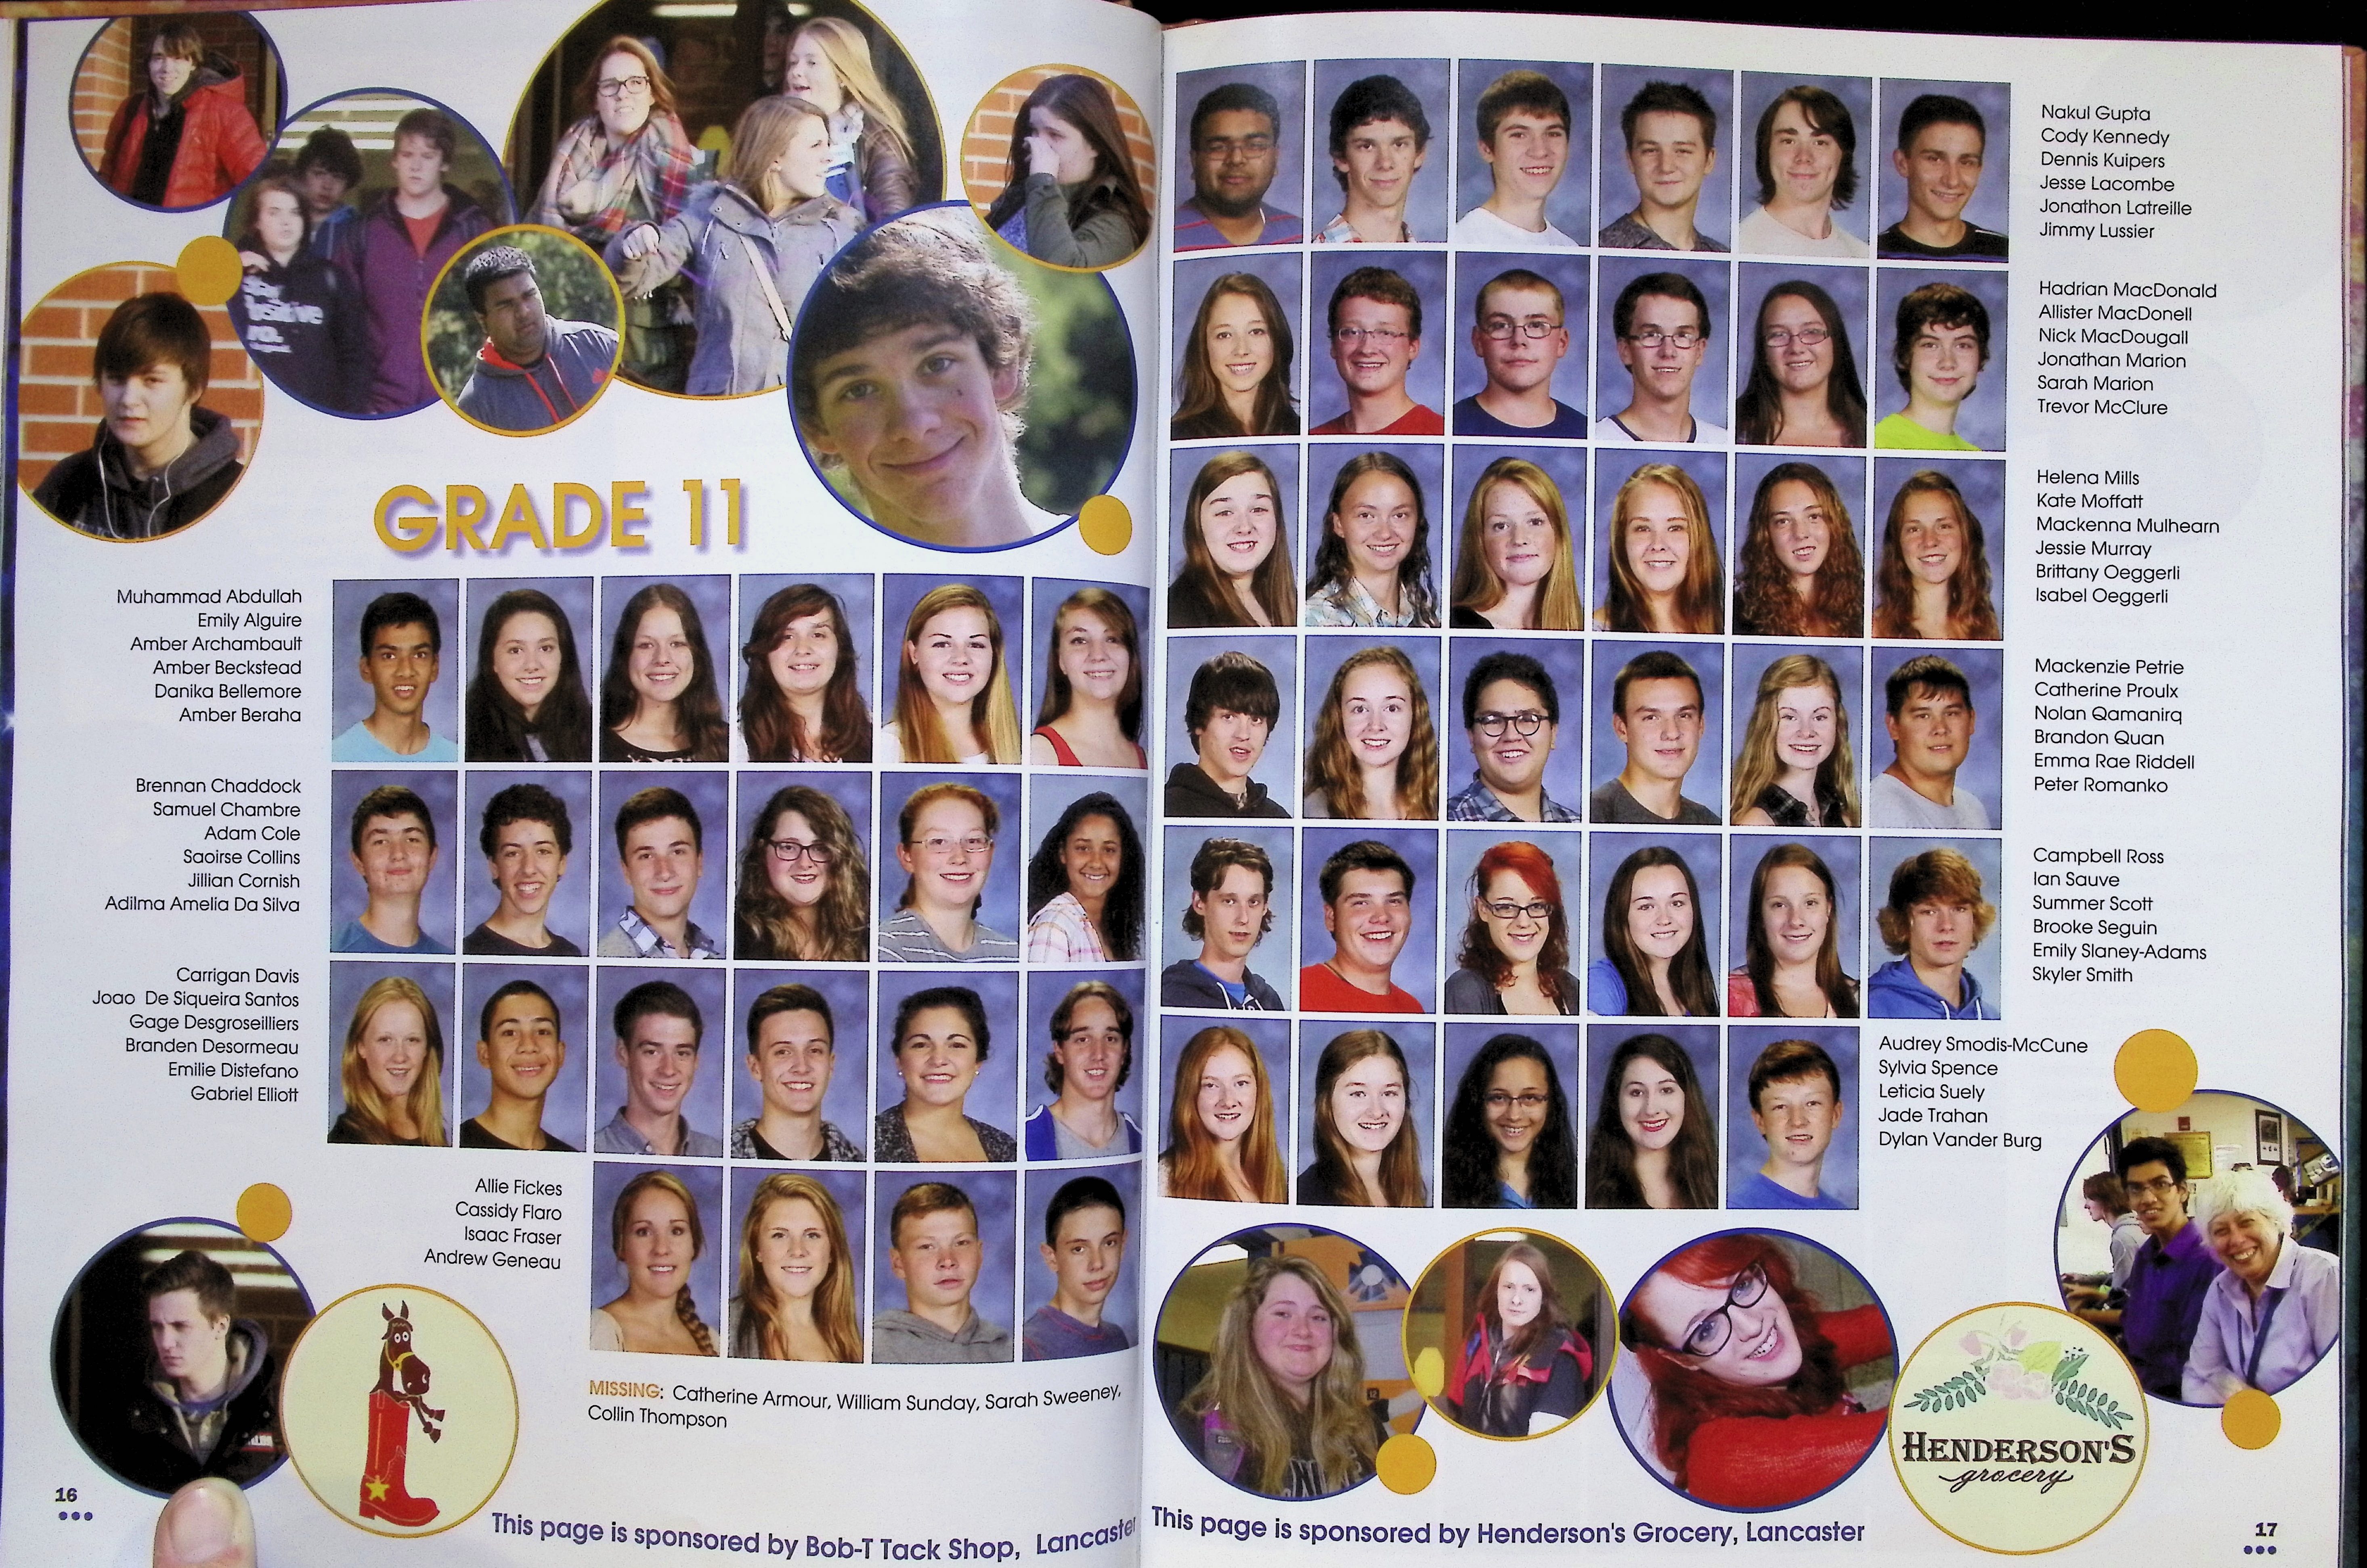 GRADE 11
Muhammad Abdullah
Emily Alguire
Amber Archambault
Amber Beckstead
Danika Bellemore
Amber Beraha
Brennan Chaddock
Samuel Chambre
Adam Cole
Saoirse Collins
Jillian Cornish
Adilma Amelia Da Silva
Carrigan Davis
Joao De Siqueira Santos
Gage Desgroseilliers
Branden Desormeau
Emilie Distefano
Gabriel Elliott
Allie Fickes
Cassidy Flaro
Isaac Fraser
Andrew Geneau
MISSING: Catherine Armour, William Sunday, Sarah Sweeney,
Collin Thompson
16
This page is sponsored by Bob-T Tack Shop, Lancaster
Nakul Gupta
Cody Kennedy
Dennis Kuipers
Jesse Lacombe
Jonathon Latreille
Jimmy Lussier
Hadrian MacDonald
Allister MacDonell
Nick MacDougall
Jonathan Marion
Sarah Marion
Trevor McClure
Helena Mills
Kate Moffatt
Mackenna Mulhearn
Jessie Murray
Brittany Oeggerli
Isabel Oeggerli
Mackenzie Petrie
Catherine Proulx
Nolan Qamanirq
Brandon Quan
Emma Rae Riddell
Peter Romanko
Campbell Ross
Ian Sauve
Summer Scott
Brooke Seguin
Emily Slaney-Adams
Skyler Smith
Audrey Smodis-McCune
Sylvia Spence
Leticia Suely
Jade Trahan
Dylan Vander Burg
HENDERSON'S
grocery
This page is sponsored by Henderson's Grocery, Lancaster
17